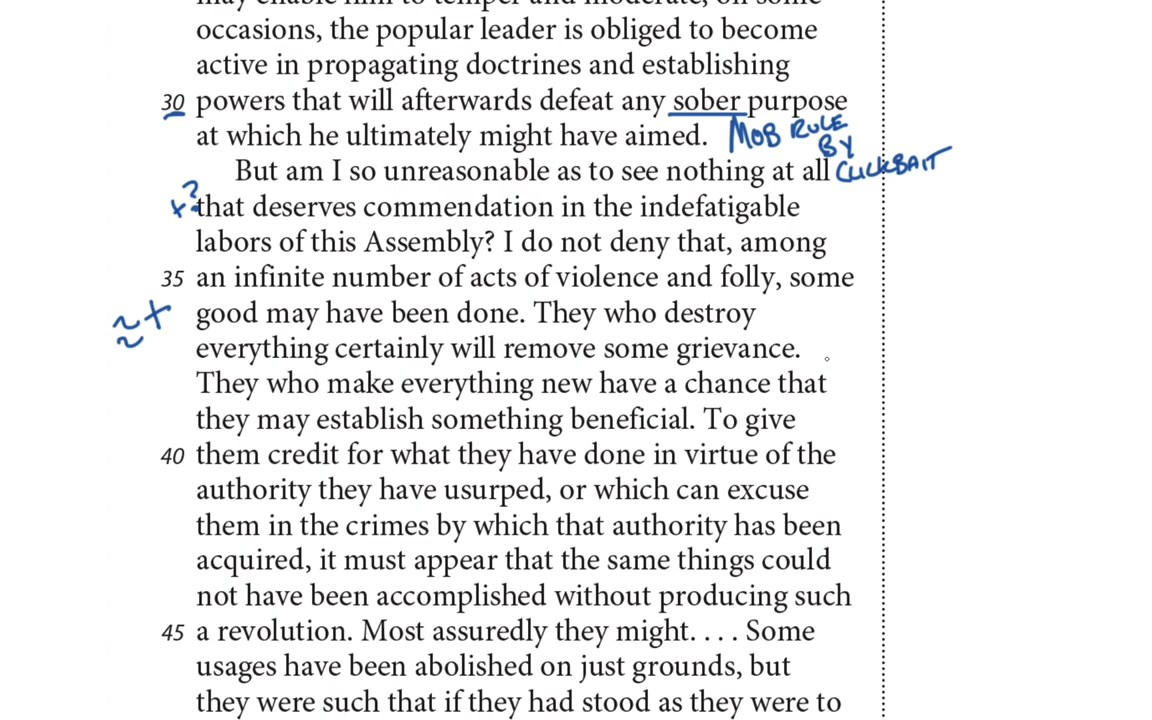 may enable him to temper and moderate, on some
occasions, the popular leader is obliged to become
active in propagating doctrines and establishing
30 powers that will afterwards defeat any sober purpose
at which he ultimately might have aimed. MOB RULE
BY
But am I so unreasonable as to see nothing at all CLICKBAIT
+? that deserves commendation in the indefatigable
labors of this Assembly? I do not deny that, among
35 an infinite number of acts of violence and folly, some
≈+ good may have been done. They who destroy
everything certainly will remove some grievance.
They who make everything new have a chance that
they may establish something beneficial. To give
40 them credit for what they have done in virtue of the
authority they have usurped, or which can excuse
them in the crimes by which that authority has been
acquired, it must appear that the same things could
not have been accomplished without producing such
45 a revolution. Most assuredly they might. . . . Some
usages have been abolished on just grounds, but
they were such that if they had stood as they were to